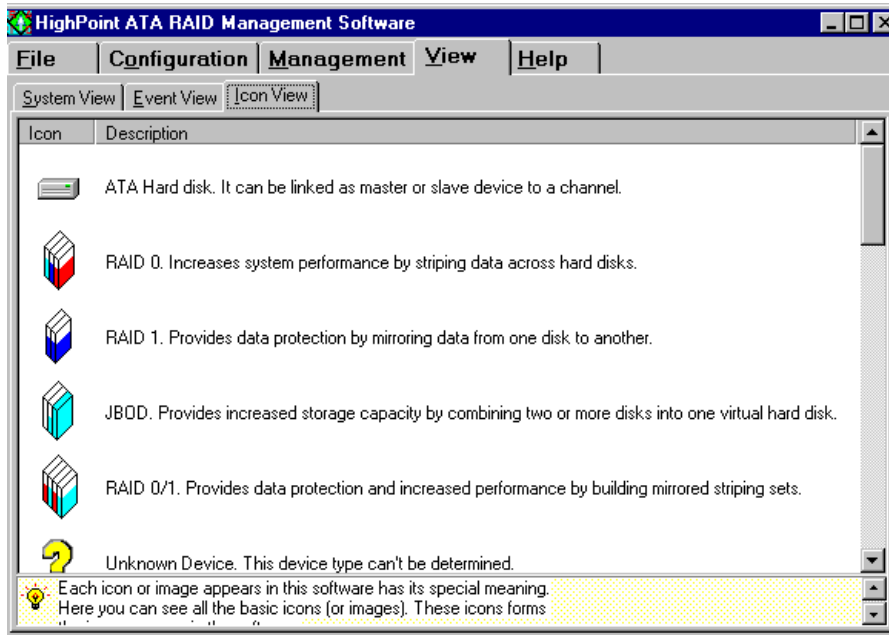 HighPoint ATA RAID Management Software
File Configuration Management View Help
System View Event View Icon View
Icon Description
ATA Hard disk. It can be linked as master or slave device to a channel.
RAID 0. Increases system performance by striping data across hard disks.
RAID 1. Provides data protection by mirroring data from one disk to another.
JBOD. Provides increased storage capacity by combining two or more disks into one virtual hard disk.
RAID 0/1. Provides data protection and increased performance by building mirrored striping sets.
Unknown Device. This device type can't be determined.
Each icon or image appears in this software has its special meaning.
Here you can see all the basic icons (or images). These icons forms